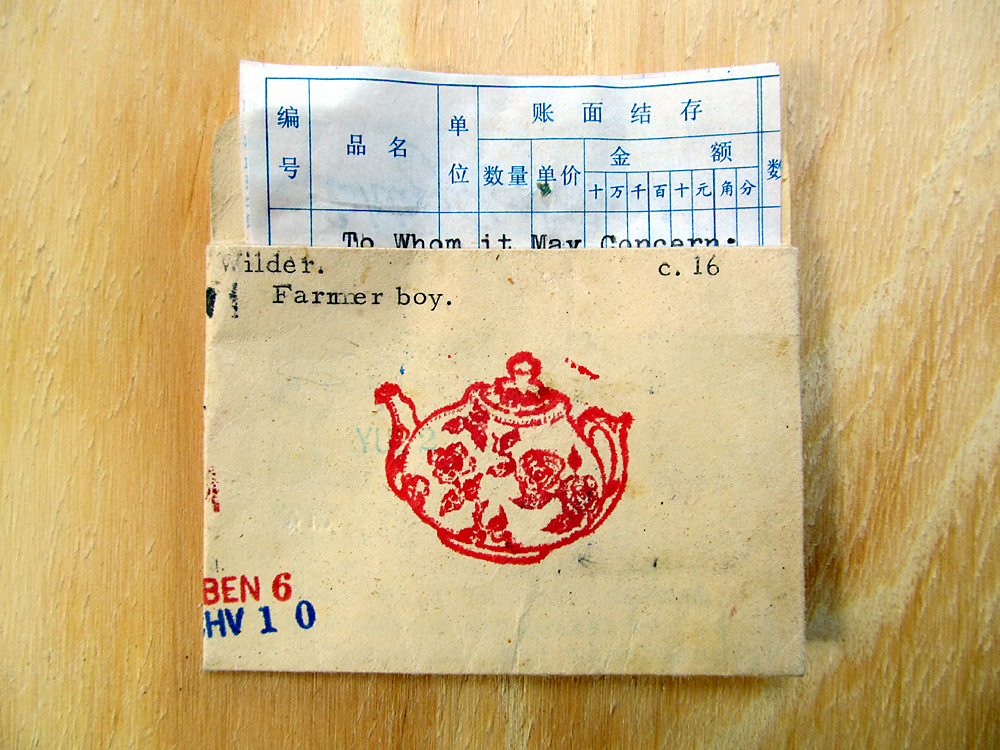 编号 品名 单位 账面结存
数量 单价 金额 数
十 万 千 百 十 元 角 分
To Whom it May Concern:
Wilder. c. 16
Farmer boy.
BEN 6
HV 1 0